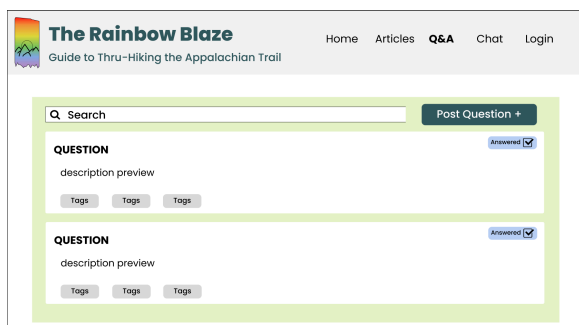 The Rainbow Blaze
Guide to Thru-Hiking the Appalachian Trail
Home Articles Q&A Chat Login
Search
Post Question +
Answered
QUESTION
description preview
Tags Tags Tags
Answered
QUESTION
description preview
Tags Tags Tags